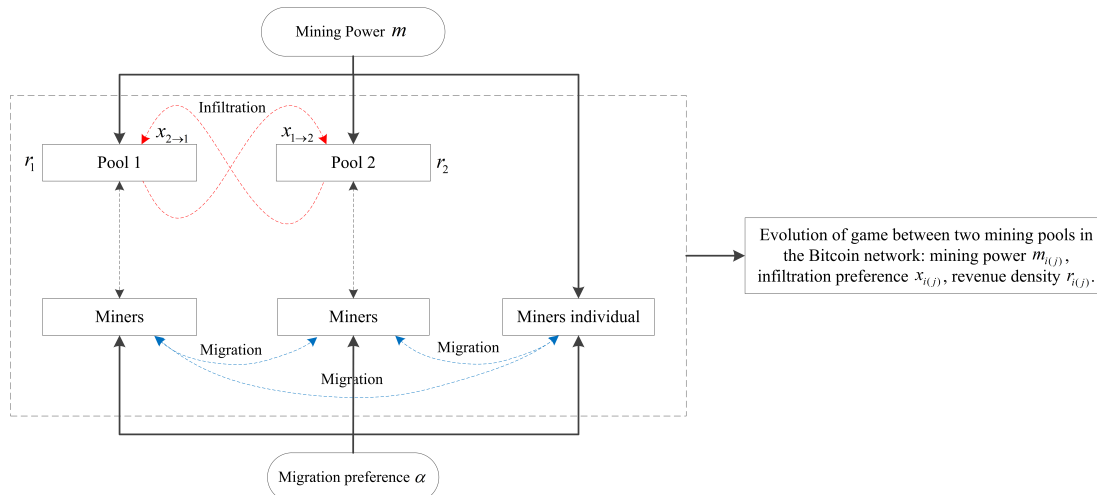 Mining Power m
Infiltration
x2→1
x1→2
r1
Pool 1
Pool 2
r2
Evolution of game between two mining pools in
the Bitcoin network: mining power mi(j),
infiltration preference xi(j), revenue density ri(j).
Miners
Miners
Miners individual
Migration
Migration
Migration
Migration preference α